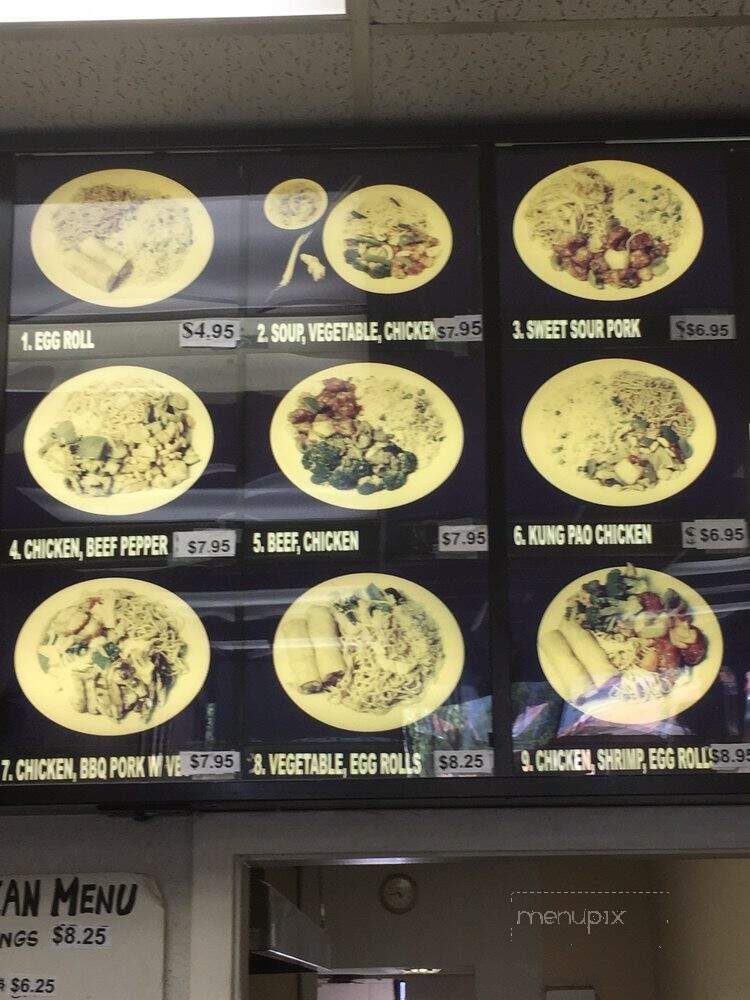 1. EGG ROLL $4.95
2. SOUP, VEGETABLE, CHICKEN $7.95
3. SWEET SOUR PORK $6.95
4. CHICKEN, BEEF PEPPER $7.95
5. BEEF, CHICKEN $7.95
6. KUNG PAO CHICKEN $6.95
7. CHICKEN, BBQ PORK W/VE $7.95
8. VEGETABLE, EGG ROLLS $8.25
9. CHICKEN, SHRIMP, EGG ROLLS $8.95
AN MENU
NGS $8.25
$6.25
menupix